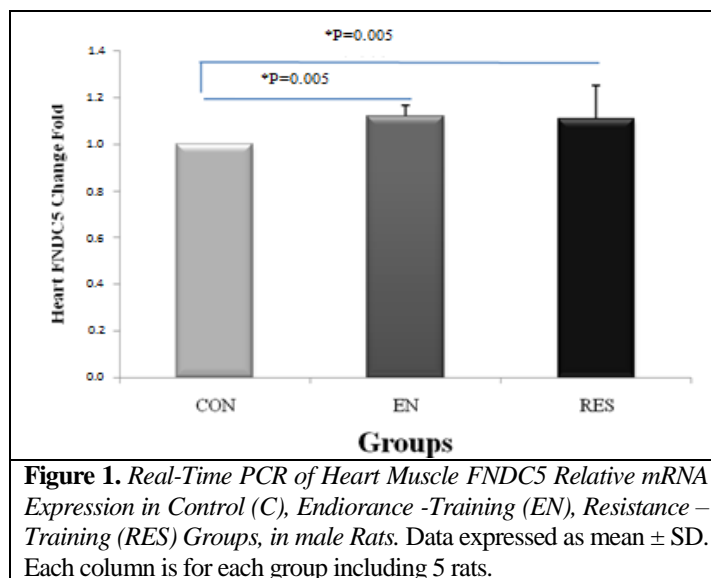 *P=0.005
*P=0.005
Heart FNDC5 Change Fold
1.4
1.2
1.0
0.8
0.6
0.4
0.2
0.0
CON EN RES
Groups
Figure 1. Real-Time PCR of Heart Muscle FNDC5 Relative mRNA
Expression in Control (C), Endiorance -Training (EN), Resistance –
Training (RES) Groups, in male Rats. Data expressed as mean ± SD.
Each column is for each group including 5 rats.